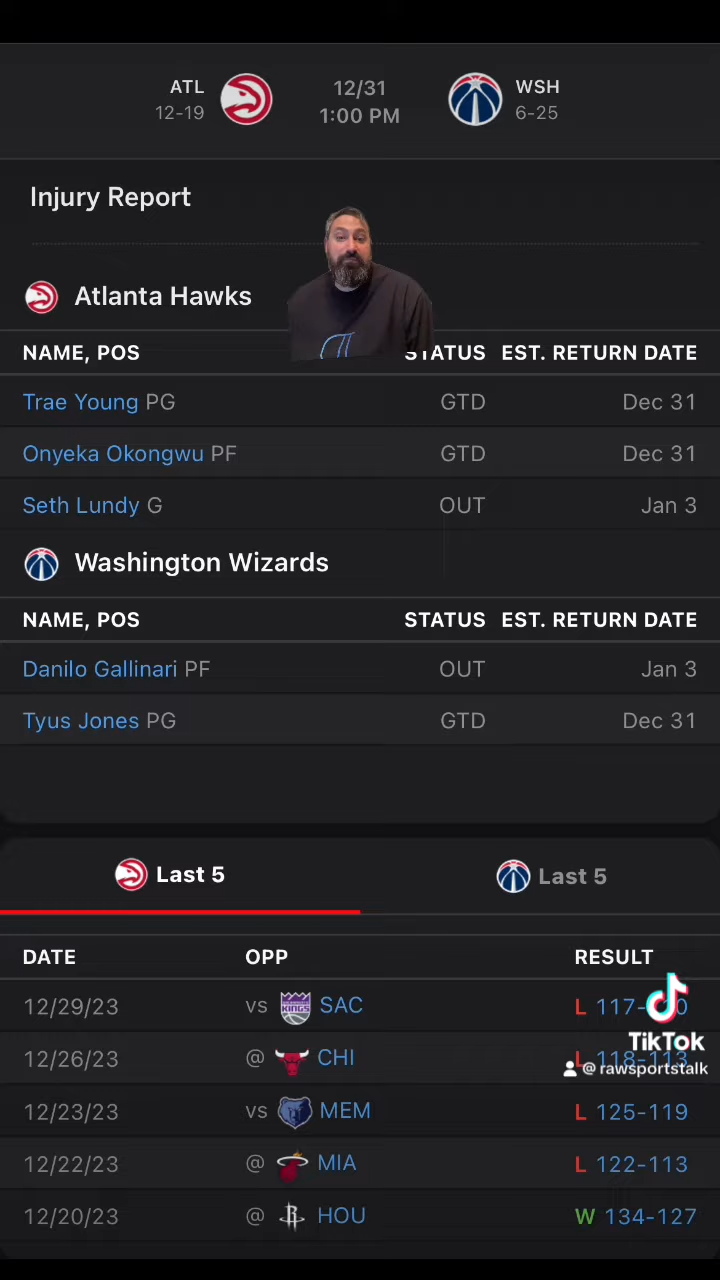 ATL 12/31 WSH
12-19 1:00 PM 6-25
Injury Report
Atlanta Hawks
NAME, POS STATUS EST. RETURN DATE
Trae Young PG GTD Dec 31
Onyeka Okongwu PF GTD Dec 31
Seth Lundy G OUT Jan 3
Washington Wizards
NAME, POS STATUS EST. RETURN DATE
Danilo Gallinari PF OUT Jan 3
Tyus Jones PG GTD Dec 31
Last 5 Last 5
DATE OPP RESULT
12/29/23 vs KINGS SAC L
12/26/23 @ CHI L 118-113
12/23/23 vs MEM L 125-119
12/22/23 @ MIA L 122-113
12/20/23 @ HOU W 134-127
TikTok
@rawsportstalk